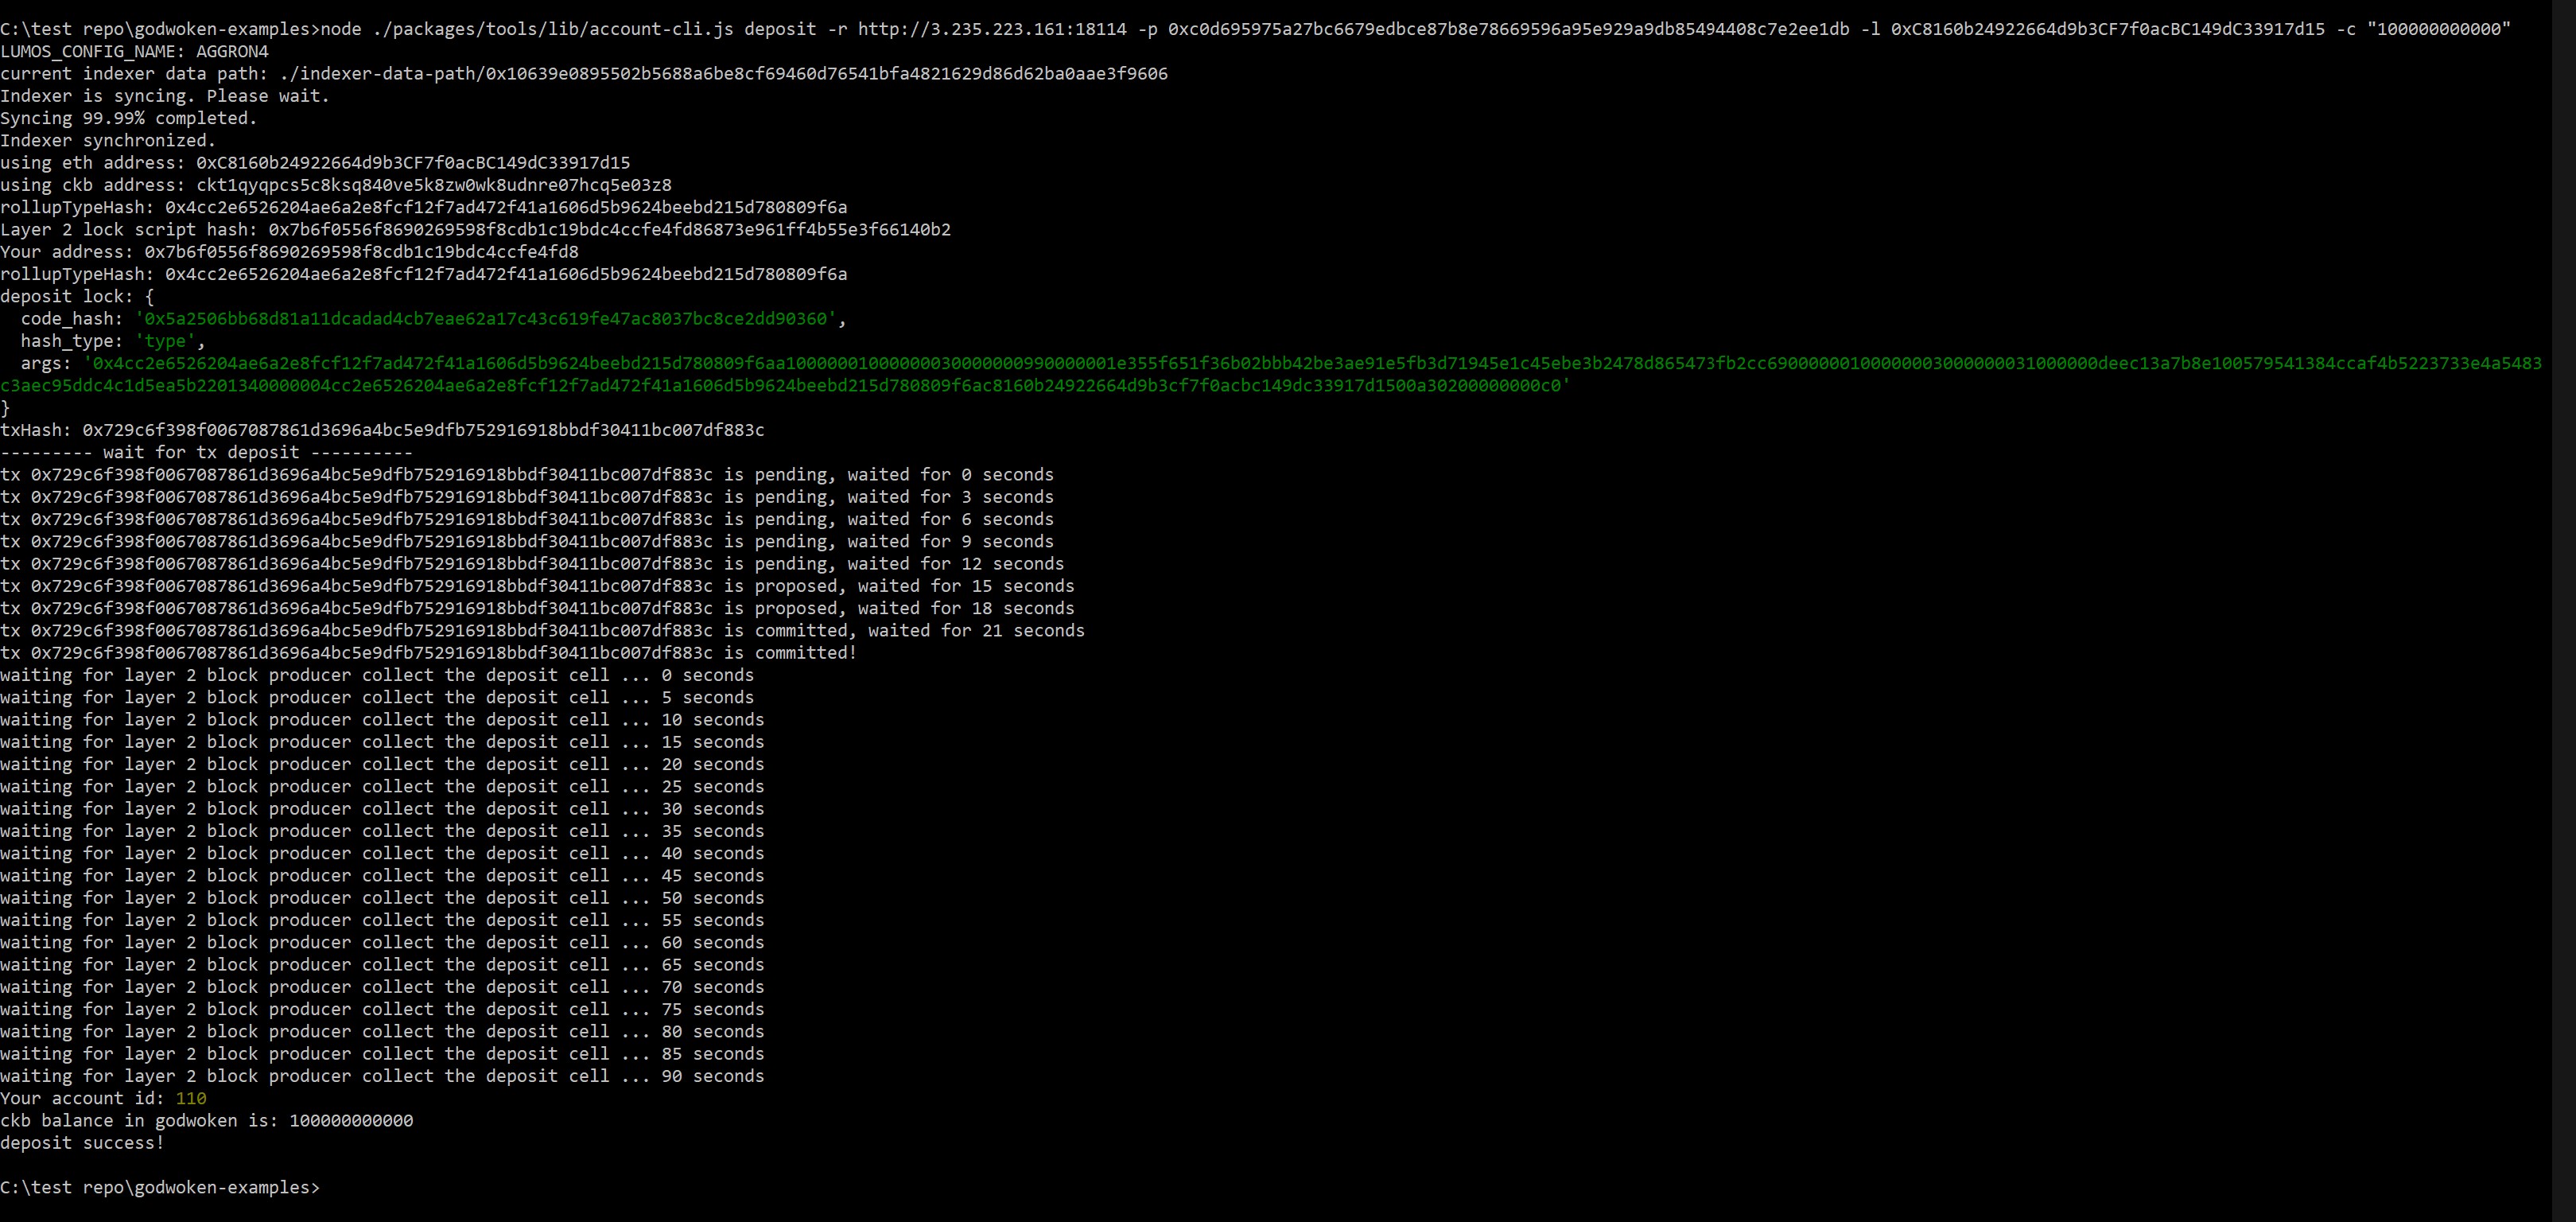 C:\test repo\godwoken-examples>node ./packages/tools/lib/account-cli.js deposit -r http://3.235.223.161:18114 -p 0xc0d695975a27bc6679edbce87b8e78669596a95e929a9db85494408c7e2ee1db -l 0xC8160b24922664d9b3CF7f0acBC149dC33917d15 -c "100000000000"
LUMOS_CONFIG_NAME: AGGRON4
current indexer data path: ./indexer-data-path/0x10639e0895502b5688a6be8cf69460d76541bfa4821629d86d62ba0aae3f9606
Indexer is syncing. Please wait.
Syncing 99.99% completed.
Indexer synchronized.
using eth address: 0xC8160b24922664d9b3CF7f0acBC149dC33917d15
using ckb address: ckt1qyqpcs5c8ksq840ve5k8zw0wk8udnre07hcq5e03z8
rollupTypeHash: 0x4cc2e6526204ae6a2e8fcf12f7ad472f41a1606d5b9624beebd215d780809f6a
Layer 2 lock script hash: 0x7b6f0556f8690269598f8cdb1c19bdc4ccfe4fd86873e961ff4b55e3f66140b2
Your address: 0x7b6f0556f8690269598f8cdb1c19bdc4ccfe4fd8
rollupTypeHash: 0x4cc2e6526204ae6a2e8fcf12f7ad472f41a1606d5b9624beebd215d780809f6a
deposit lock: {
  code_hash: '0x5a2506bb68d81a11dcadad4cb7eae62a17c43c619fe47ac8037bc8ce2dd90360',
  hash_type: 'type',
  args: '0x4cc2e6526204ae6a2e8fcf12f7ad472f41a1606d5b9624beebd215d780809f6aa10000001000000030000000990000001e355f651f36b02bbb42be3ae91e5fb3d71945e1c45ebe3b2478d865473fb2cc690000000100000003000000031000000deec13a7b8e100579541384ccaf4b5223733e4a5483
c3aec95ddc4c1d5ea5b2201340000004cc2e6526204ae6a2e8fcf12f7ad472f41a1606d5b9624beebd215d780809f6ac8160b24922664d9b3cf7f0acbc149dc33917d1500a30200000000c0'
}
txHash: 0x729c6f398f0067087861d3696a4bc5e9dfb752916918bbdf30411bc007df883c
--------- wait for tx deposit ----------
tx 0x729c6f398f0067087861d3696a4bc5e9dfb752916918bbdf30411bc007df883c is pending, waited for 0 seconds
tx 0x729c6f398f0067087861d3696a4bc5e9dfb752916918bbdf30411bc007df883c is pending, waited for 3 seconds
tx 0x729c6f398f0067087861d3696a4bc5e9dfb752916918bbdf30411bc007df883c is pending, waited for 6 seconds
tx 0x729c6f398f0067087861d3696a4bc5e9dfb752916918bbdf30411bc007df883c is pending, waited for 9 seconds
tx 0x729c6f398f0067087861d3696a4bc5e9dfb752916918bbdf30411bc007df883c is pending, waited for 12 seconds
tx 0x729c6f398f0067087861d3696a4bc5e9dfb752916918bbdf30411bc007df883c is proposed, waited for 15 seconds
tx 0x729c6f398f0067087861d3696a4bc5e9dfb752916918bbdf30411bc007df883c is proposed, waited for 18 seconds
tx 0x729c6f398f0067087861d3696a4bc5e9dfb752916918bbdf30411bc007df883c is committed, waited for 21 seconds
tx 0x729c6f398f0067087861d3696a4bc5e9dfb752916918bbdf30411bc007df883c is committed!
waiting for layer 2 block producer collect the deposit cell ... 0 seconds
waiting for layer 2 block producer collect the deposit cell ... 5 seconds
waiting for layer 2 block producer collect the deposit cell ... 10 seconds
waiting for layer 2 block producer collect the deposit cell ... 15 seconds
waiting for layer 2 block producer collect the deposit cell ... 20 seconds
waiting for layer 2 block producer collect the deposit cell ... 25 seconds
waiting for layer 2 block producer collect the deposit cell ... 30 seconds
waiting for layer 2 block producer collect the deposit cell ... 35 seconds
waiting for layer 2 block producer collect the deposit cell ... 40 seconds
waiting for layer 2 block producer collect the deposit cell ... 45 seconds
waiting for layer 2 block producer collect the deposit cell ... 50 seconds
waiting for layer 2 block producer collect the deposit cell ... 55 seconds
waiting for layer 2 block producer collect the deposit cell ... 60 seconds
waiting for layer 2 block producer collect the deposit cell ... 65 seconds
waiting for layer 2 block producer collect the deposit cell ... 70 seconds
waiting for layer 2 block producer collect the deposit cell ... 75 seconds
waiting for layer 2 block producer collect the deposit cell ... 80 seconds
waiting for layer 2 block producer collect the deposit cell ... 85 seconds
waiting for layer 2 block producer collect the deposit cell ... 90 seconds
Your account id: 110
ckb balance in godwoken is: 100000000000
deposit success!
C:\test repo\godwoken-examples>